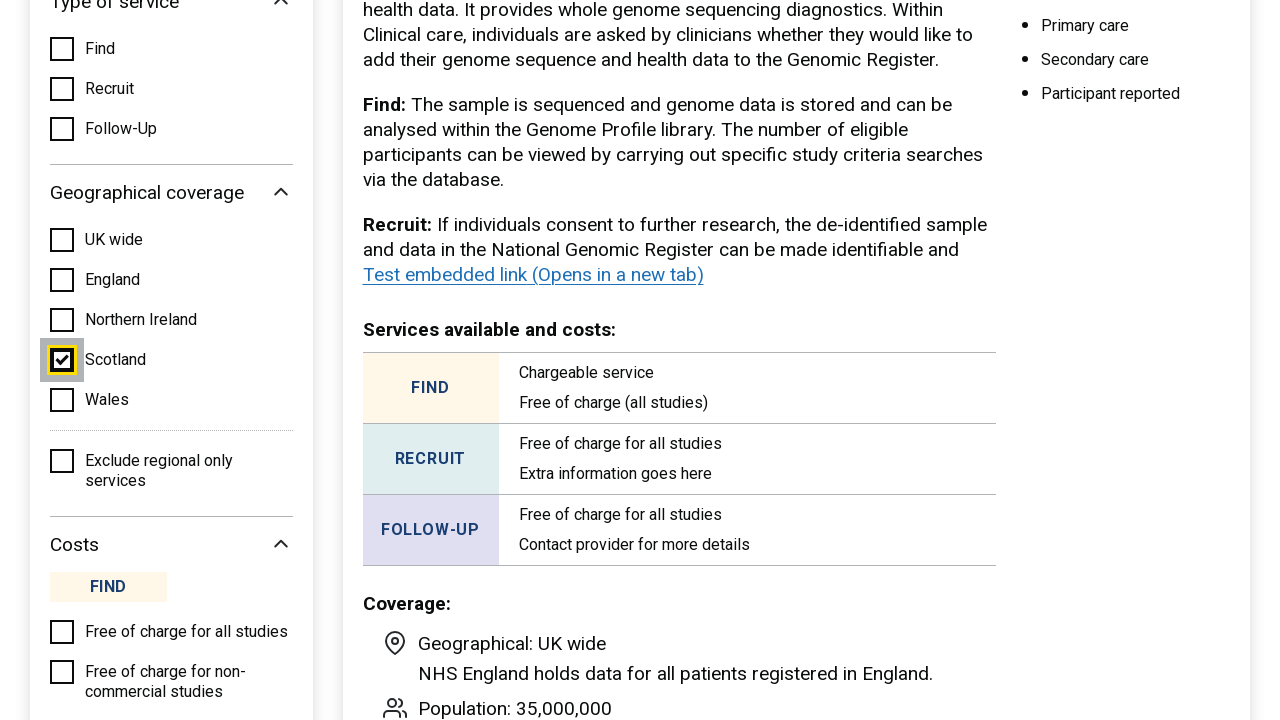 Type of service
Find
Recruit
Follow-Up
Geographical coverage
UK wide
England
Northern Ireland
Scotland
Wales
Exclude regional only
services
Costs
FIND
Free of charge for all studies
Free of charge for non-
commercial studies
health data. It provides whole genome sequencing diagnostics. Within
Clinical care, individuals are asked by clinicians whether they would like to
add their genome sequence and health data to the Genomic Register.
Find: The sample is sequenced and genome data is stored and can be
analysed within the Genome Profile library. The number of eligible
participants can be viewed by carrying out specific study criteria searches
via the database.
Recruit: If individuals consent to further research, the de-identified sample
and data in the National Genomic Register can be made identifiable and
Test embedded link (Opens in a new tab)
Services available and costs:
FIND
Chargeable service
Free of charge (all studies)
RECRUIT
Free of charge for all studies
Extra information goes here
FOLLOW-UP
Free of charge for all studies
Contact provider for more details
Coverage:
Geographical: UK wide
NHS England holds data for all patients registered in England.
Population: 35,000,000
Primary care
Secondary care
Participant reported